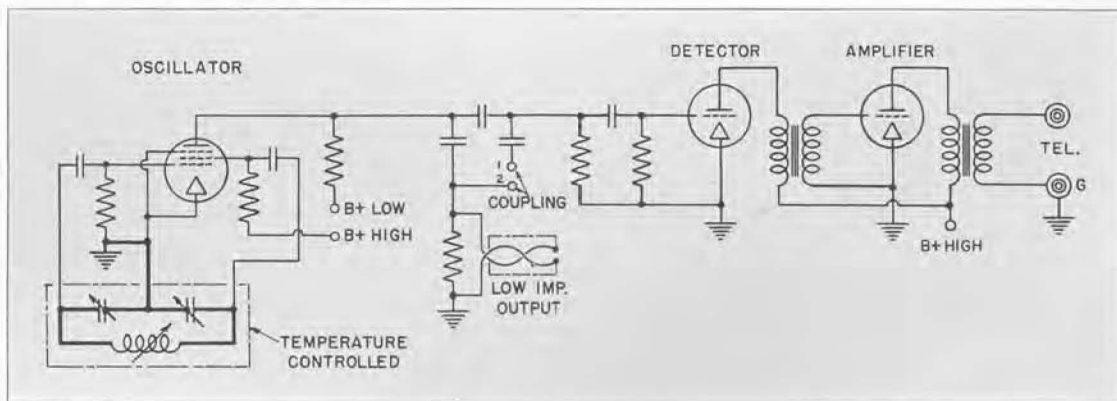 OSCILLATOR
DETECTOR
AMPLIFIER
1
2
COUPLING
B+ LOW
B+ HIGH
LOW IMP.
OUTPUT
TEL.
G
B+ HIGH
TEMPERATURE
CONTROLLED